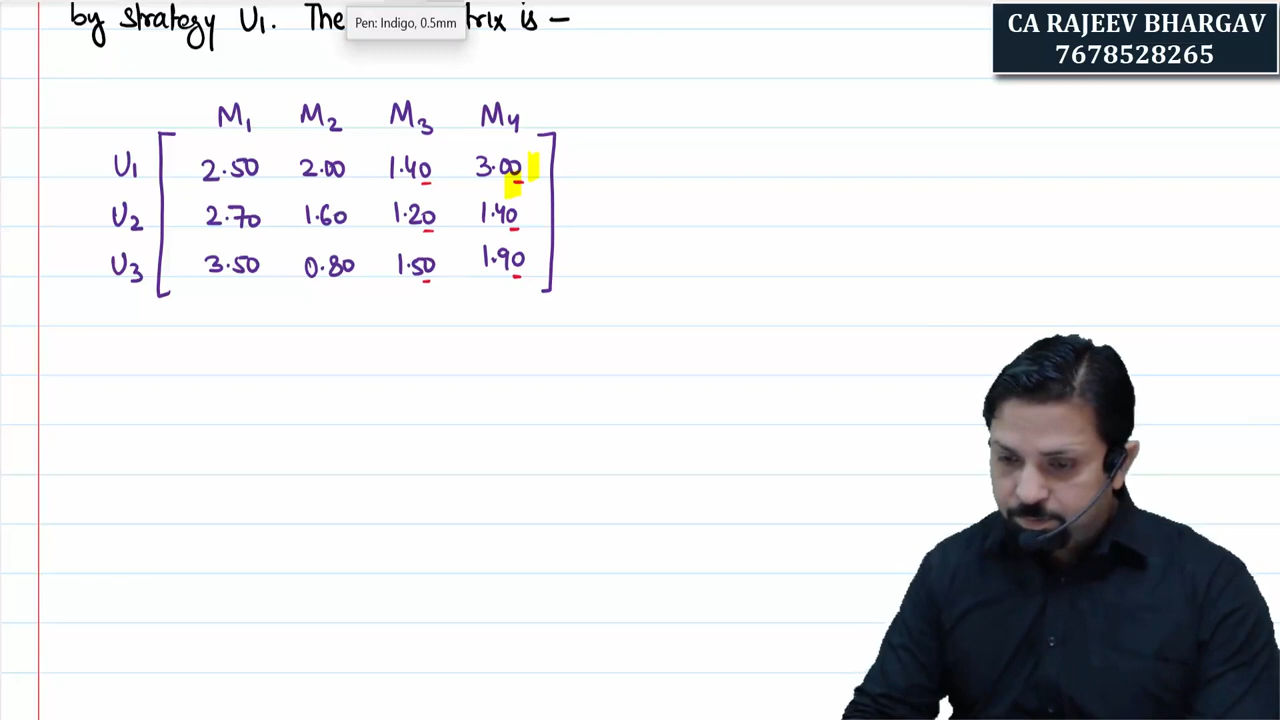 by strategy U1. The trix is –
Pen: Indigo, 0.5mm
CA RAJEEV BHARGAV
7678528265
M1 M2 M3 M4
U1 2.50 2.00 1.40 3.00
U2 2.70 1.60 1.20 1.40
U3 3.50 0.80 1.50 1.90